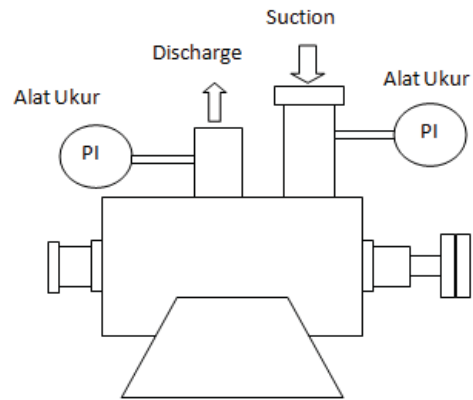 Suction
Discharge
Alat Ukur
Alat Ukur
PI
PI